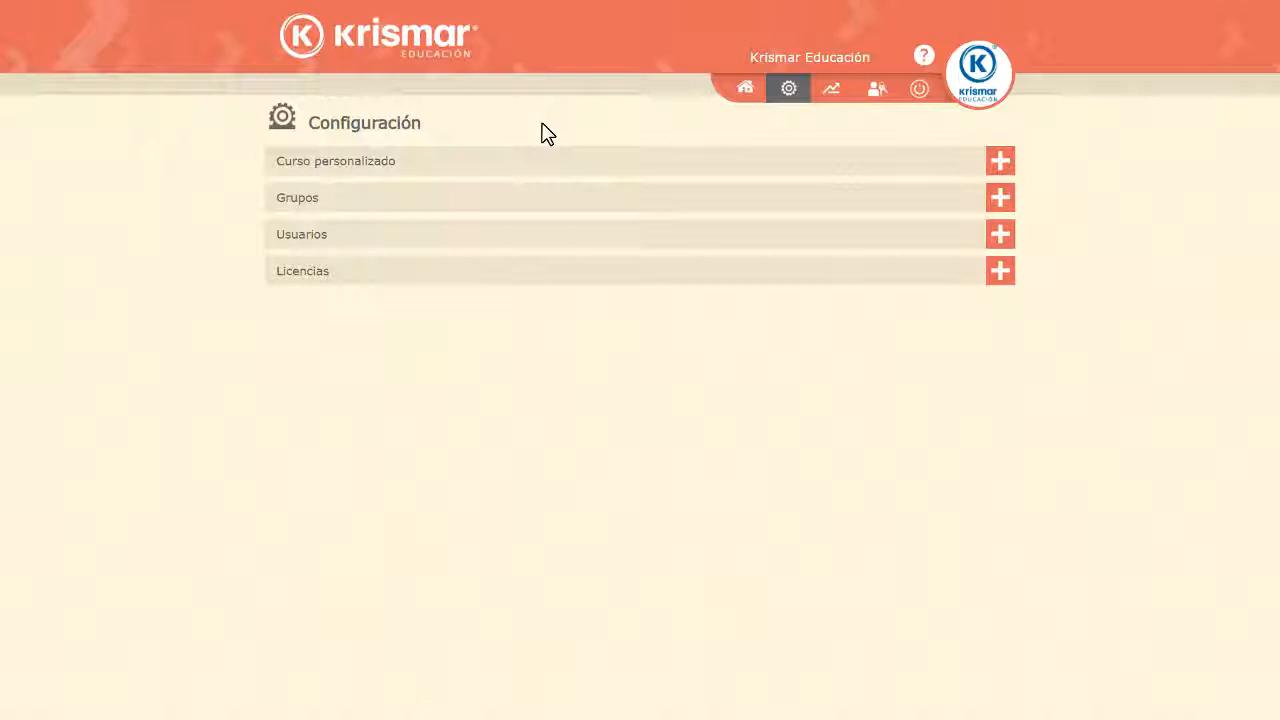 Krismar
EDUCACIÓN
Krismar Educación
?
K
Krismar
EDUCACIÓN
Configuración
Curso personalizado
Grupos
Usuarios
Licencias